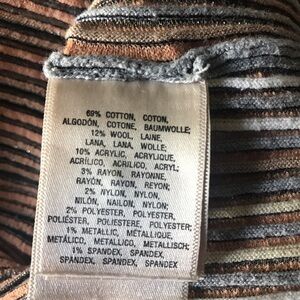 69% COTTON, COTON,
ALGODÓN, COTONE, BAUMWOLLE;
12% WOOL, LAINE,
LANA, LANA, WOLLE;
10% ACRYLIC, ACRYLIQUE,
ACRÍLICO, ACRILICO, ACRYL;
3% RAYON, RAYONNE,
RAYÓN, RAYON, REYON;
2% NYLON, NYLON,
NILÓN, NAILON, NYLON;
2% POLYESTER, POLYESTER,
POLIÉSTER, POLIESTERE, POLYESTER;
1% METALLIC, MÉTALLIQUE,
METÁLICO, METALLICO, METALLISCH;
1% SPANDEX, SPANDEX,
SPANDEX, SPANDEX, SPANDEX